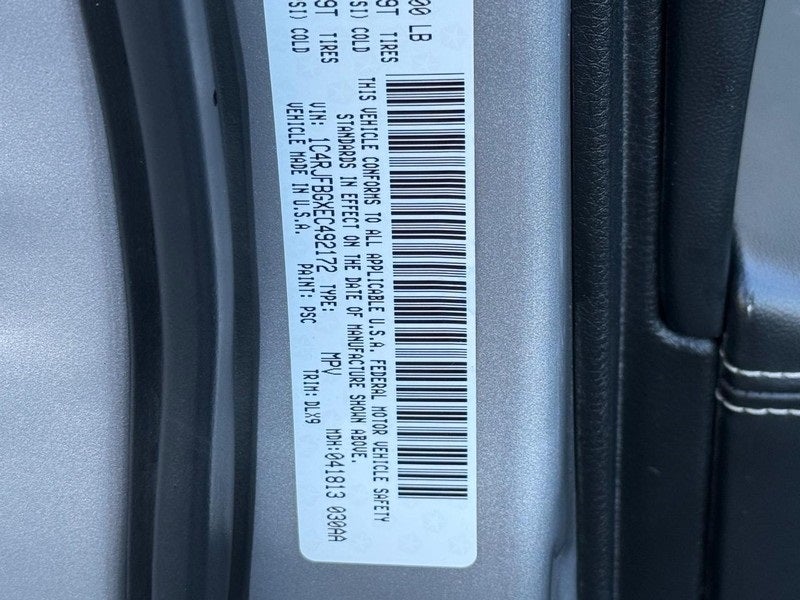 00 LB
9T TIRES
SI) COLD
9T TIRES
SI) COLD
THIS VEHICLE CONFORMS TO ALL APPLICABLE U.S.A. FEDERAL MOTOR VEHICLE SAFETY
STANDARDS IN EFFECT ON THE DATE OF MANUFACTURE SHOWN ABOVE.
VIN: 1C4RJFBGXEC492172 TYPE: MPV MDH:041813 030AA
VEHICLE MADE IN U.S.A. PAINT: PSC TRIM: DLX9